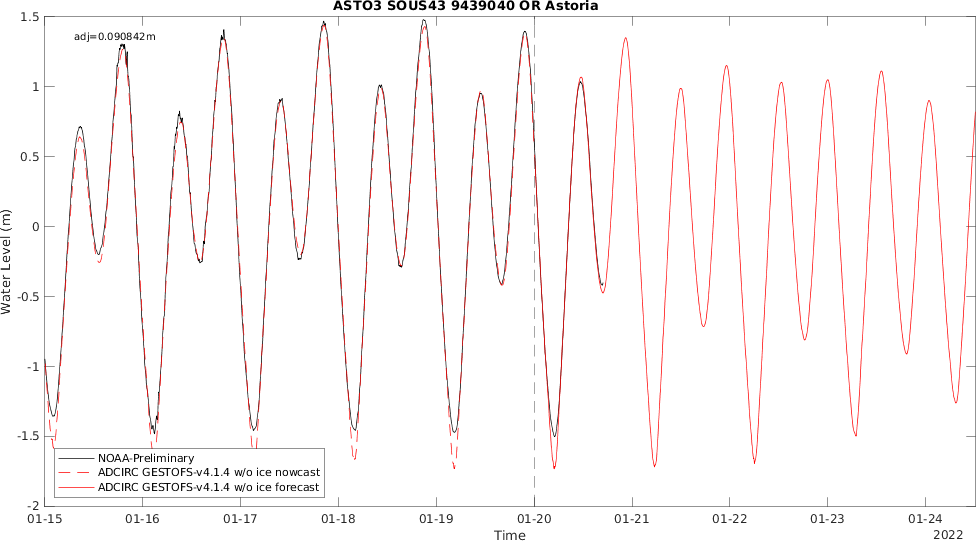 ASTO3 SOUS43 9439040 OR Astoria
adj=0.090842m
Water Level (m)
1.5
1
0.5
0
-0.5
-1
-1.5
-2
NOAA-Preliminary
ADCIRC GESTOFS-v4.1.4 w/o ice nowcast
ADCIRC GESTOFS-v4.1.4 w/o ice forecast
01-15 01-16 01-17 01-18 01-19 01-20 01-21 01-22 01-23 01-24
Time
2022